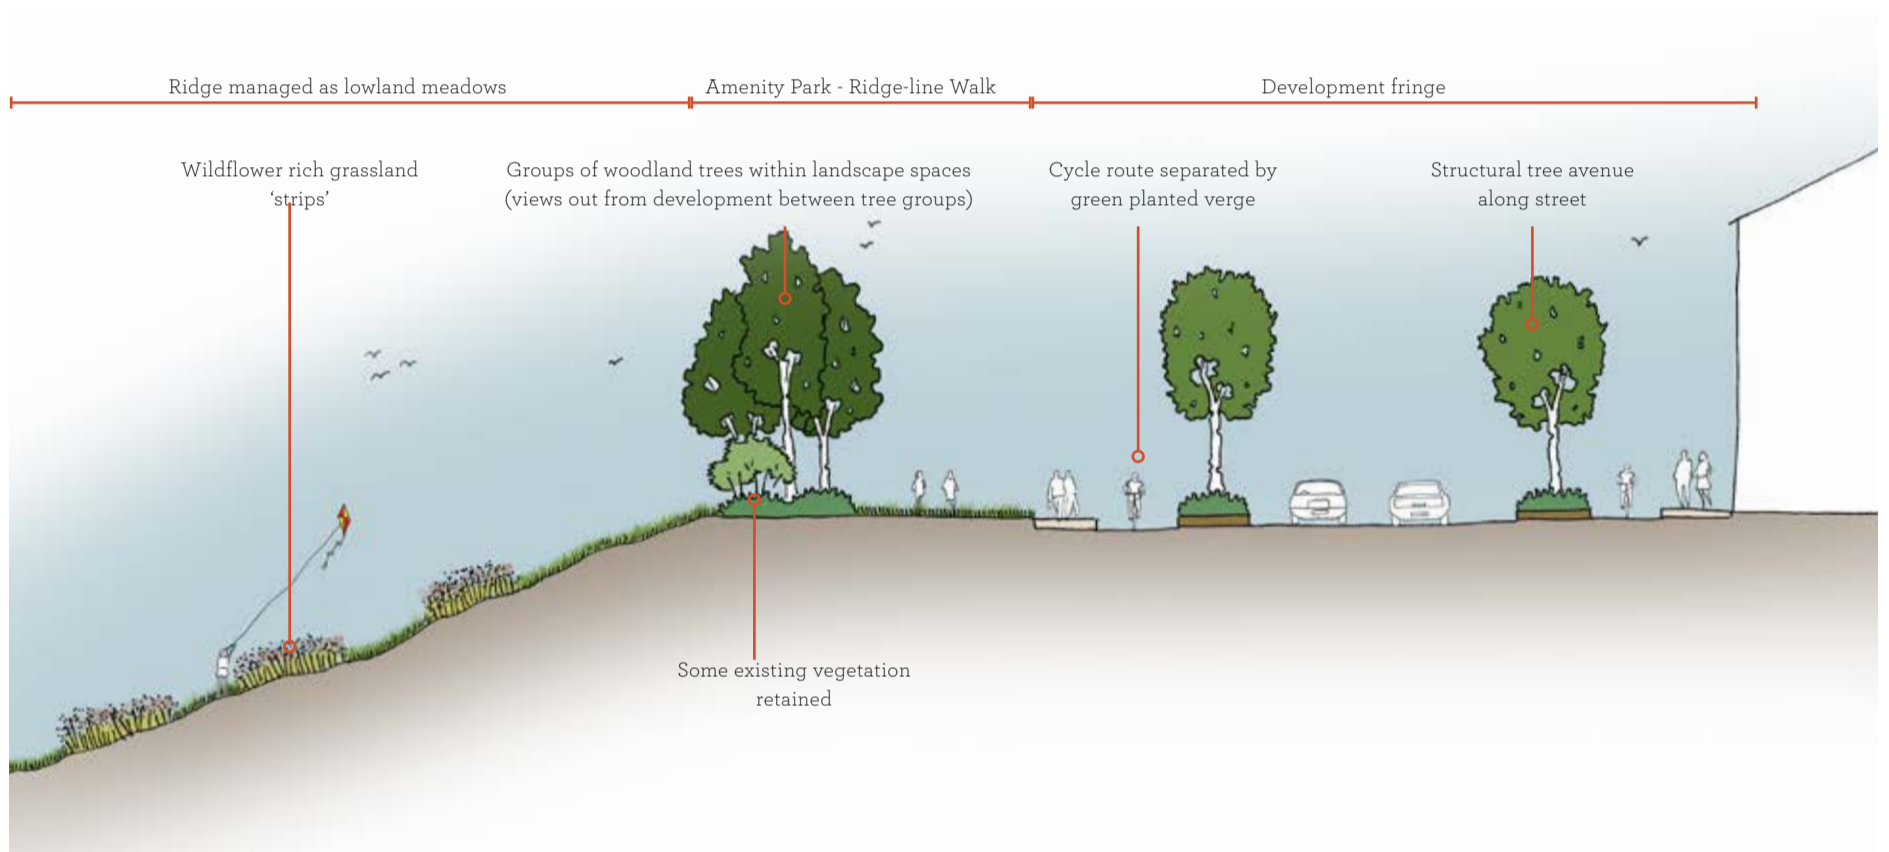 Ridge managed as lowland meadows
Amenity Park - Ridge-line Walk
Development fringe
Wildflower rich grassland
‘strips’
Groups of woodland trees within landscape spaces
(views out from development between tree groups)
Cycle route separated by
green planted verge
Structural tree avenue
along street
Some existing vegetation
retained